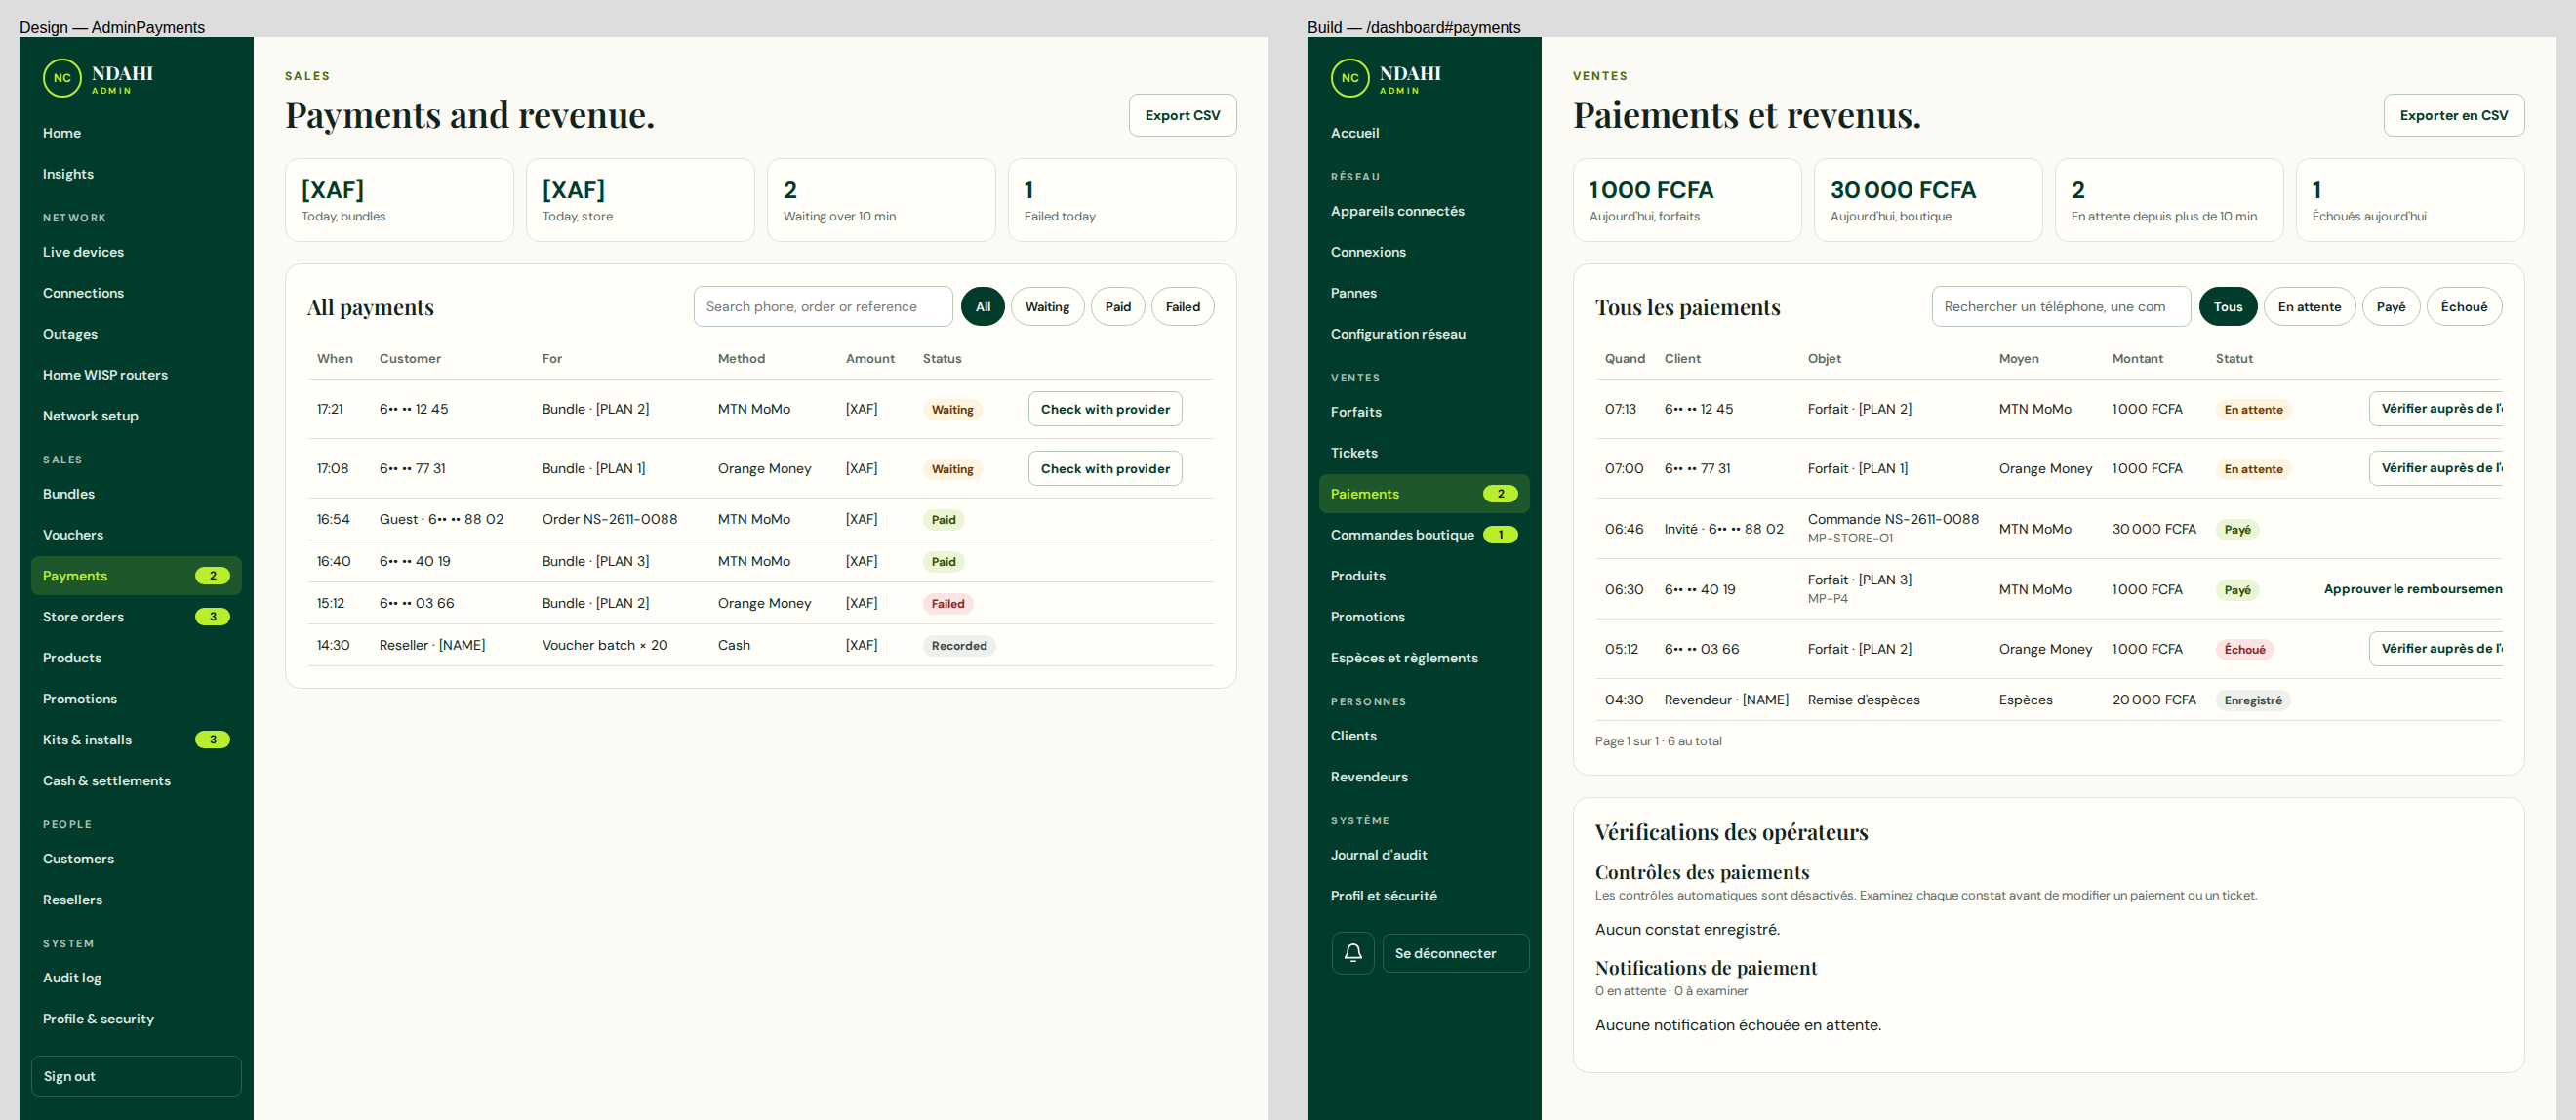 Design — AdminPayments
NC
NDAHI
ADMIN
Home
Insights
NETWORK
Live devices
Connections
Outages
Home WISP routers
Network setup
SALES
Bundles
Vouchers
Payments 2
Store orders 3
Products
Promotions
Kits & installs 3
Cash & settlements
PEOPLE
Customers
Resellers
SYSTEM
Audit log
Profile & security
Sign out
SALES
Payments and revenue.
Export CSV
[XAF]
Today, bundles
[XAF]
Today, store
2
Waiting over 10 min
1
Failed today
All payments
Search phone, order or reference
All Waiting Paid Failed
When Customer For Method Amount Status
17:21 6•• •• 12 45 Bundle · [PLAN 2] MTN MoMo [XAF] Waiting Check with provider
17:08 6•• •• 77 31 Bundle · [PLAN 1] Orange Money [XAF] Waiting Check with provider
16:54 Guest · 6•• •• 88 02 Order NS-2611-0088 MTN MoMo [XAF] Paid
16:40 6•• •• 40 19 Bundle · [PLAN 3] MTN MoMo [XAF] Paid
15:12 6•• •• 03 66 Bundle · [PLAN 2] Orange Money [XAF] Failed
14:30 Reseller · [NAME] Voucher batch × 20 Cash [XAF] Recorded
Build — /dashboard#payments
NC
NDAHI
ADMIN
Accueil
RÉSEAU
Appareils connectés
Connexions
Pannes
Configuration réseau
VENTES
Forfaits
Tickets
Paiements 2
Commandes boutique 1
Produits
Promotions
Espèces et règlements
PERSONNES
Clients
Revendeurs
SYSTÈME
Journal d'audit
Profil et sécurité
Se déconnecter
VENTES
Paiements et revenus.
Exporter en CSV
1 000 FCFA
Aujourd'hui, forfaits
30 000 FCFA
Aujourd'hui, boutique
2
En attente depuis plus de 10 min
1
Échoués aujourd'hui
Tous les paiements
Rechercher un téléphone, une com
Tous En attente Payé Échoué
Quand Client Objet Moyen Montant Statut
07:13 6•• •• 12 45 Forfait · [PLAN 2] MTN MoMo 1 000 FCFA En attente Vérifier auprès de l'
07:00 6•• •• 77 31 Forfait · [PLAN 1] Orange Money 1 000 FCFA En attente Vérifier auprès de l'
06:46 Invité · 6•• •• 88 02 Commande NS-2611-0088 MTN MoMo 30 000 FCFA Payé
MP-STORE-O1
06:30 6•• •• 40 19 Forfait · [PLAN 3] MTN MoMo 1 000 FCFA Payé Approuver le remboursemen
MP-P4
05:12 6•• •• 03 66 Forfait · [PLAN 2] Orange Money 1 000 FCFA Échoué Vérifier auprès de l'
04:30 Revendeur · [NAME] Remise d'espèces Espèces 20 000 FCFA Enregistré
Page 1 sur 1 · 6 au total
Vérifications des opérateurs
Contrôles des paiements
Les contrôles automatiques sont désactivés. Examinez chaque constat avant de modifier un paiement ou un ticket.
Aucun constat enregistré.
Notifications de paiement
0 en attente · 0 à examiner
Aucune notification échouée en attente.